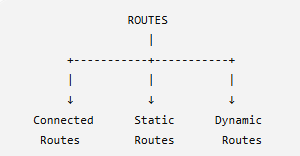 ROUTES
|
+-----------+-----------+
|           |           |
↓           ↓           ↓
Connected      Static      Dynamic
Routes        Routes       Routes